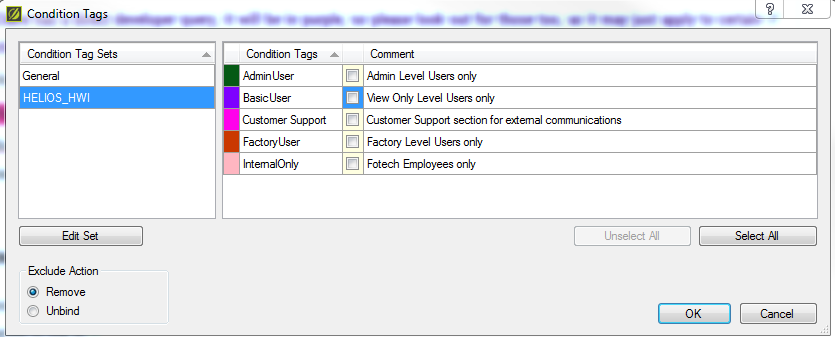 Condition Tags
Condition Tag Sets
General
HELIOS_HWI
Condition Tags Comment
AdminUser Admin Level Users only
BasicUser View Only Level Users only
Customer Support Customer Support section for external communications
FactoryUser Factory Level Users only
InternalOnly Fotech Employees only
Edit Set
Unselect All
Select All
Exclude Action
Remove
Unbind
OK
Cancel